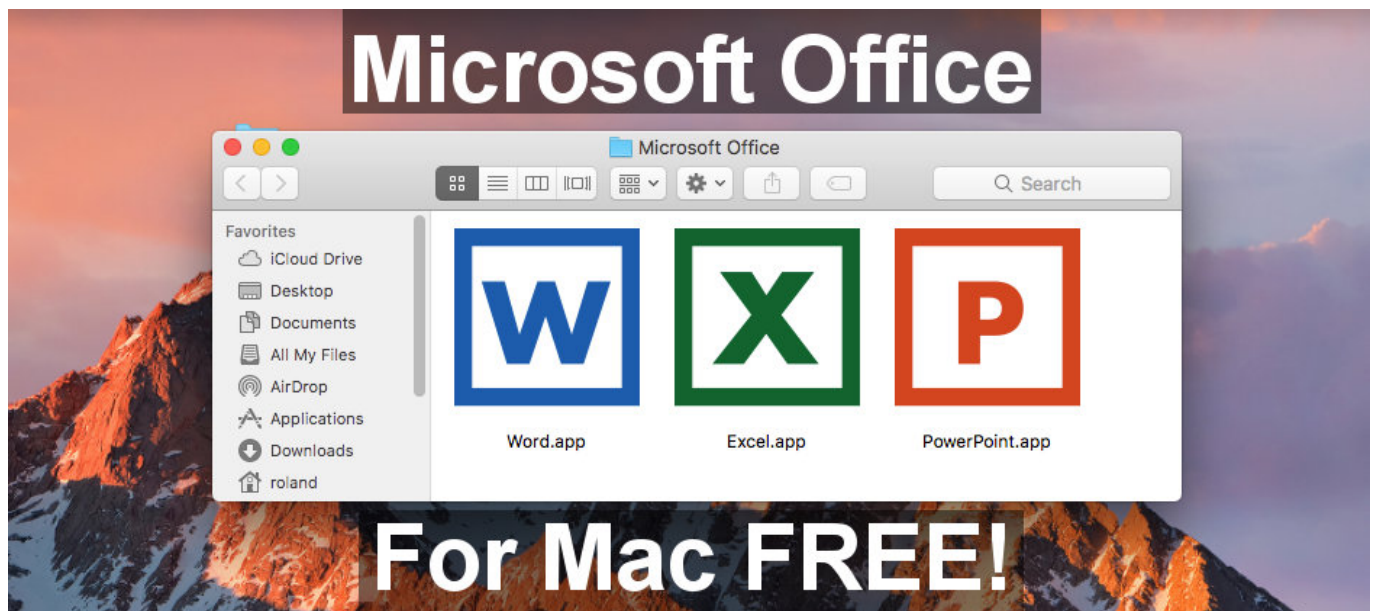 Microsoft Office
Microsoft Office
Search
Favorites
iCloud Drive
Desktop
Documents
All My Files
AirDrop
Applications
Downloads
roland
W X P
Word.app Excel.app PowerPoint.app
For Mac FREE!